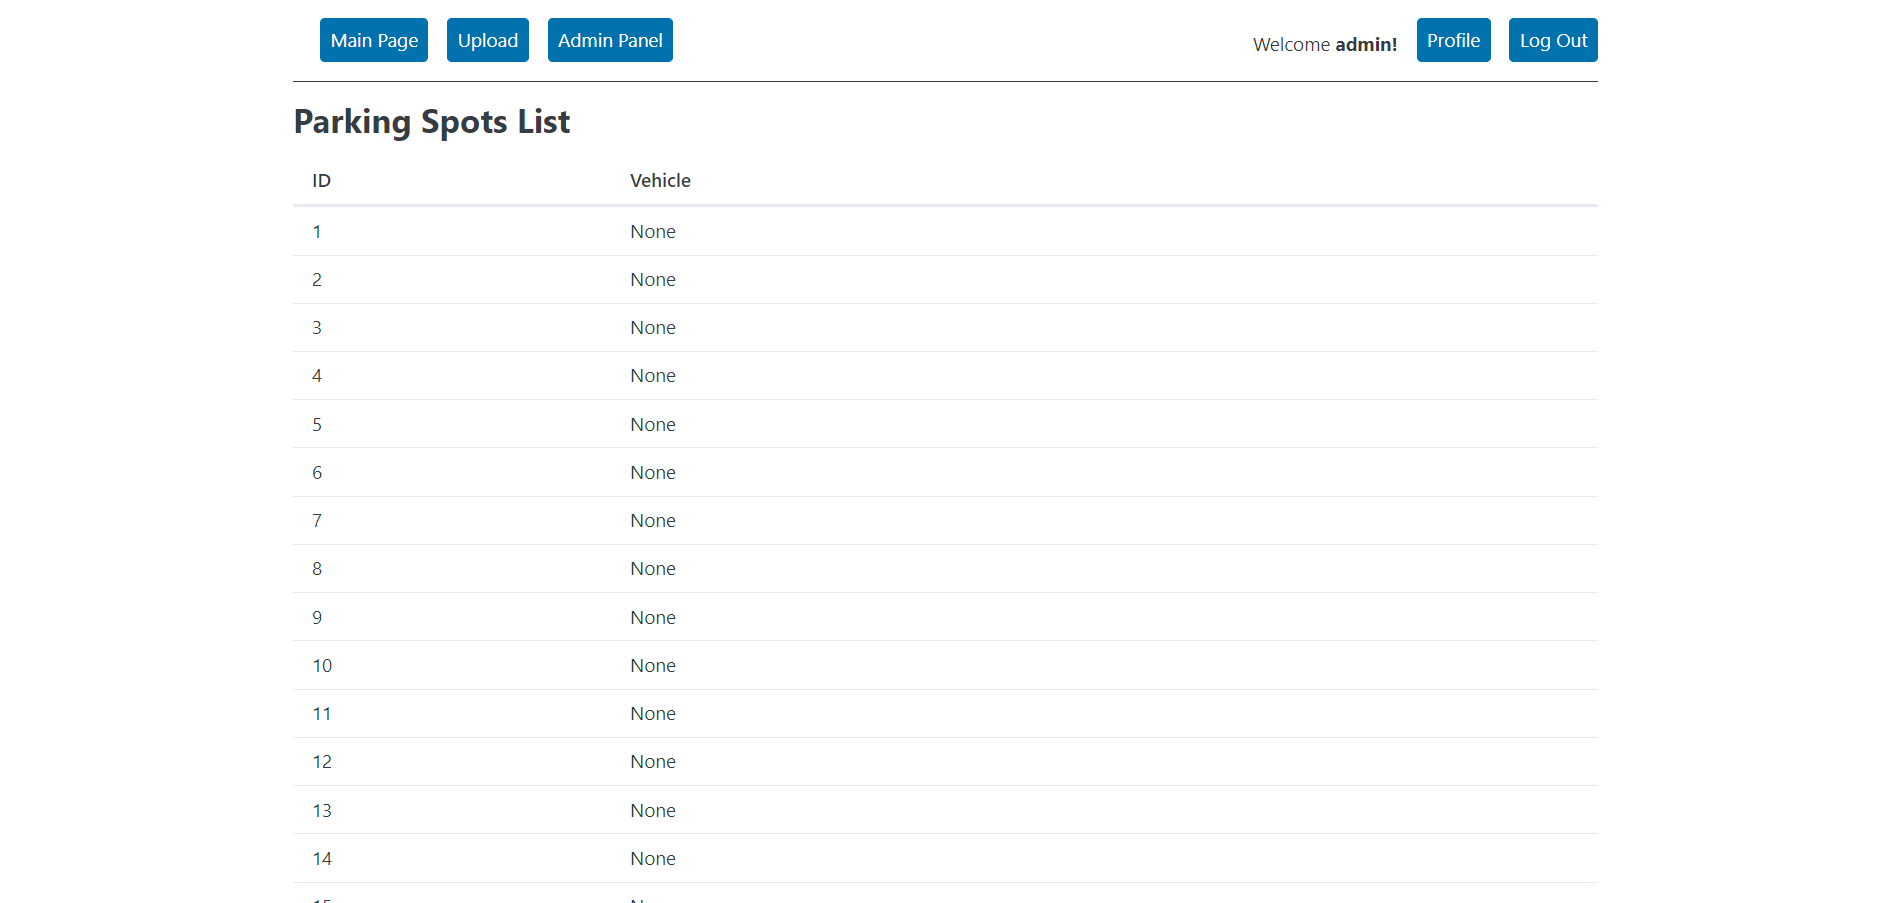 Main Page Upload Admin Panel Welcome admin! Profile Log Out
Parking Spots List
ID Vehicle
1 None
2 None
3 None
4 None
5 None
6 None
7 None
8 None
9 None
10 None
11 None
12 None
13 None
14 None